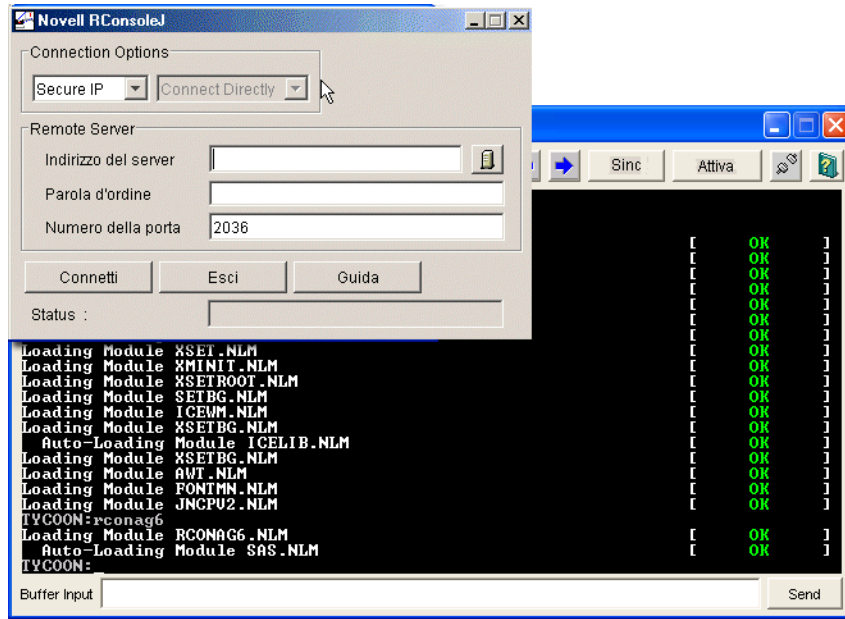 Novell RConsoleJ
Connection Options
Secure IP Connect Directly
Remote Server
Indirizzo del server
Parola d'ordine
Numero della porta 2036
Connetti Esci Guida
Status :
Sinc Attiva
[ OK ]
[ OK ]
[ OK ]
[ OK ]
[ OK ]
[ OK ]
[ OK ]
Loading Module XSET.NLM [ OK ]
Loading Module XMINIT.NLM [ OK ]
Loading Module XSETROOT.NLM [ OK ]
Loading Module SETBG.NLM [ OK ]
Loading Module ICEWM.NLM [ OK ]
Loading Module XSETBG.NLM [ OK ]
Auto-Loading Module ICELIB.NLM [ OK ]
Loading Module XSETBG.NLM [ OK ]
Loading Module AWT.NLM [ OK ]
Loading Module FONTMN.NLM [ OK ]
Loading Module JNCPV2.NLM [ OK ]
TYCOON:rconag6
Loading Module RCONAG6.NLM [ OK ]
Auto-Loading Module SAS.NLM [ OK ]
TYCOON:_
Buffer Input Send